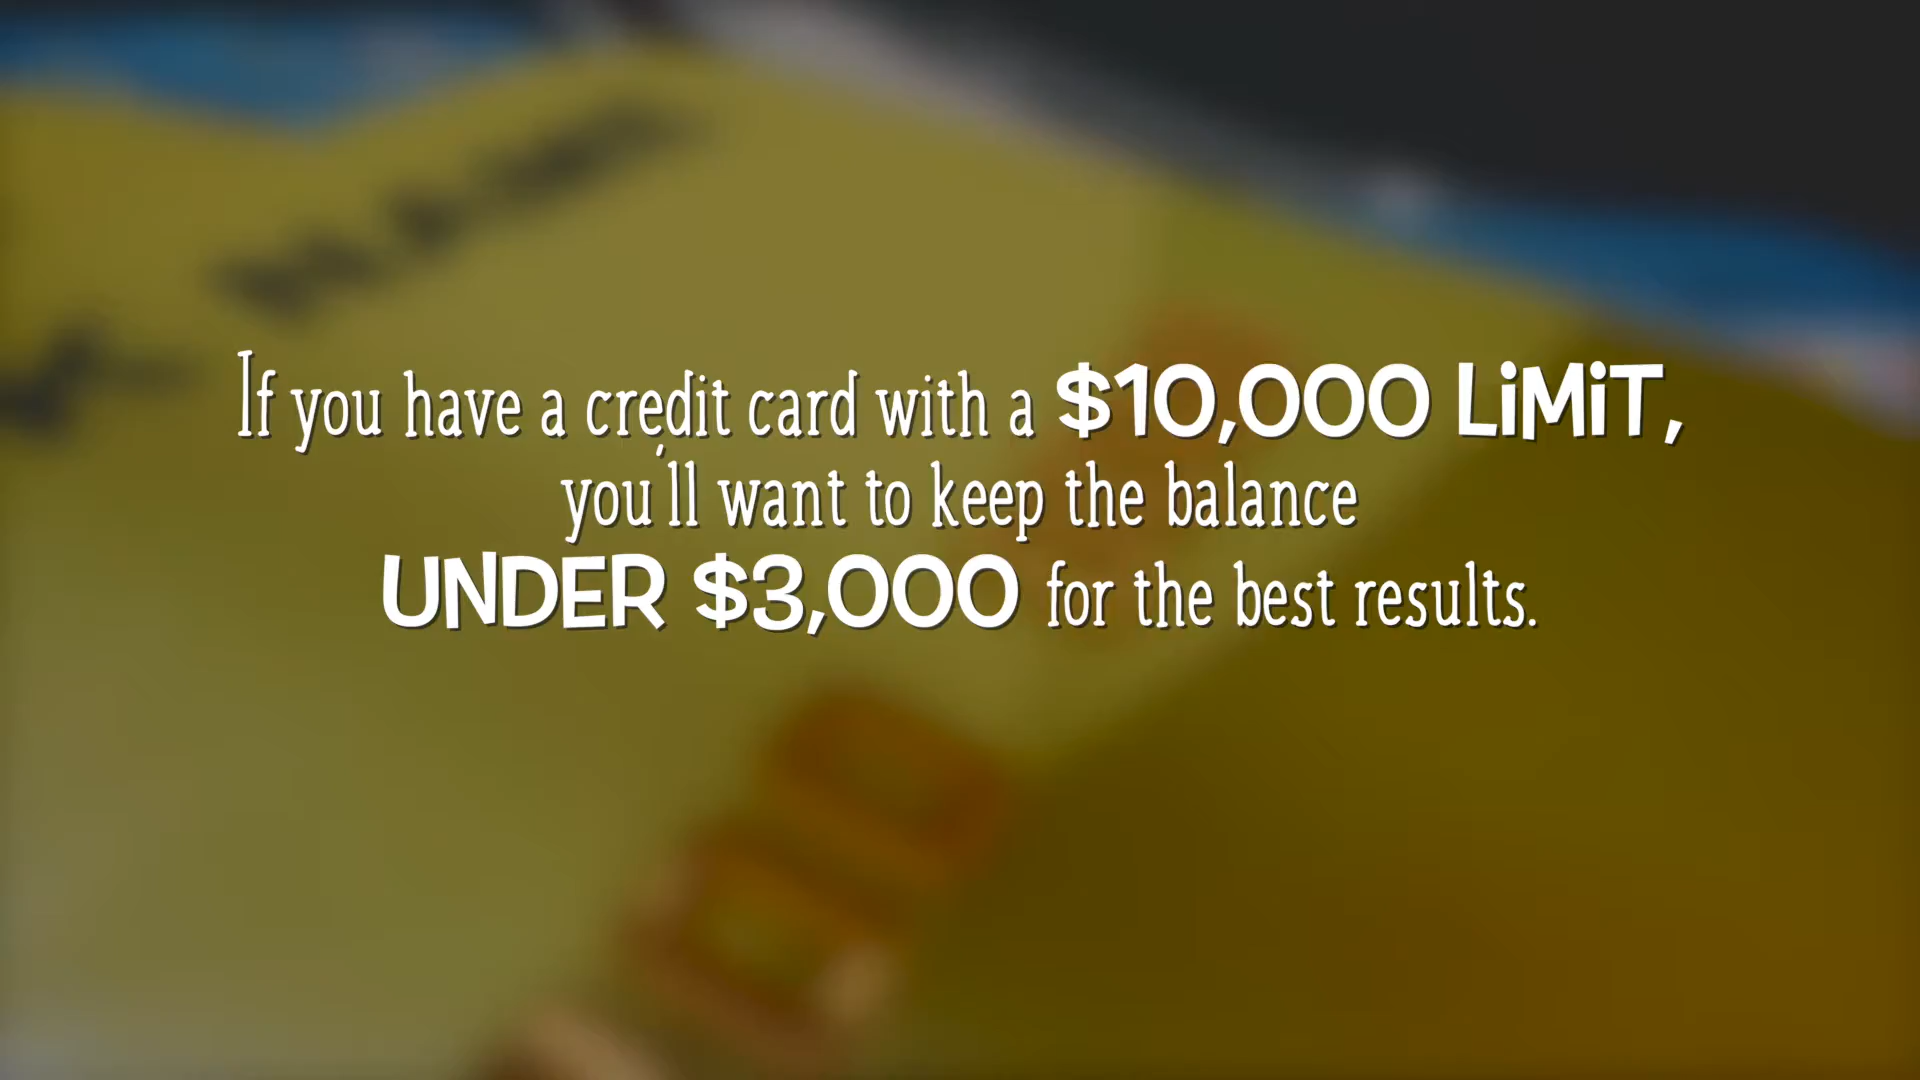 If you have a credit card with a $10,000 LiMiT,
you'll want to keep the balance
UNDER $3,000 for the best results.